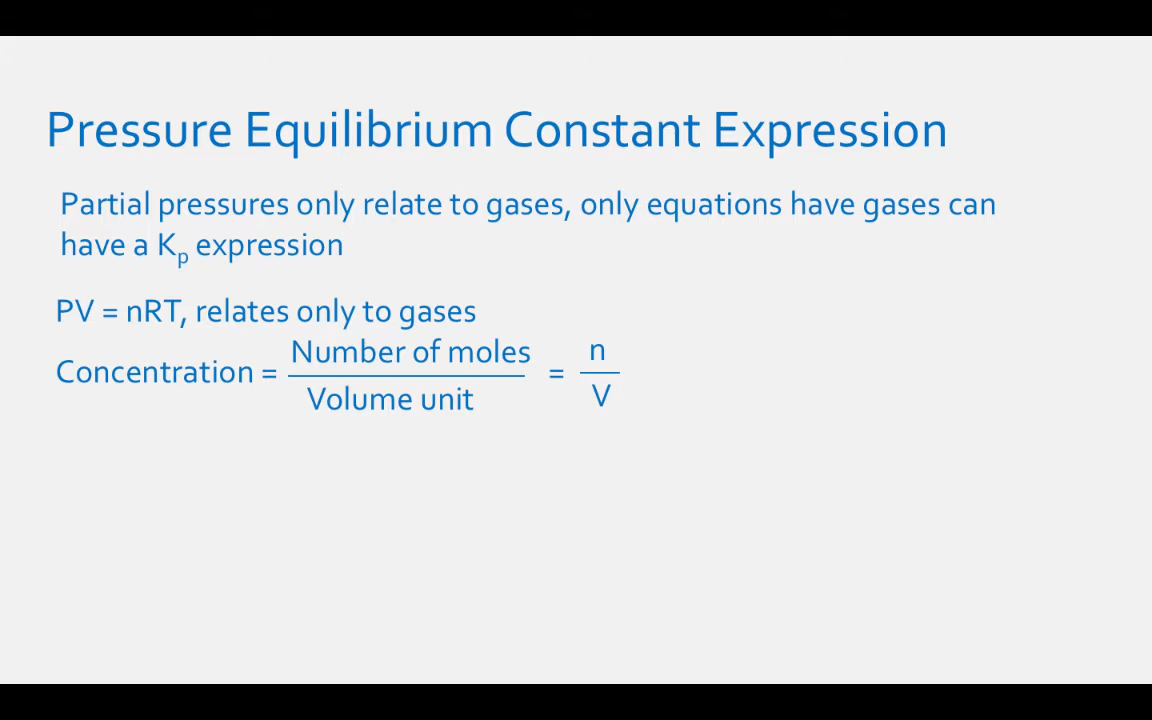 Pressure Equilibrium Constant Expression
Partial pressures only relate to gases, only equations have gases can
have a Kp expression
PV = nRT, relates only to gases
Concentration = Number of moles / Volume unit = n / V